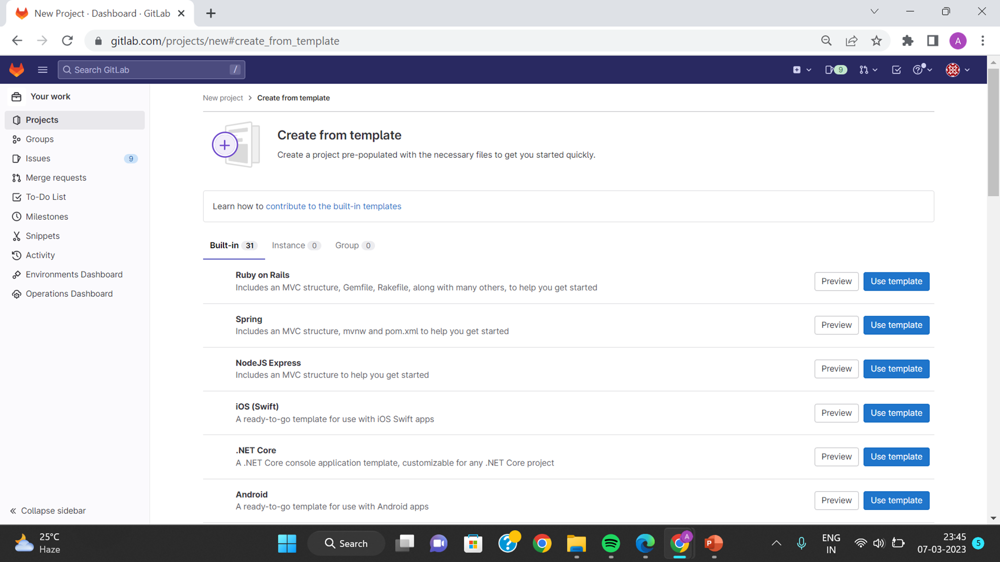 New Project · Dashboard · GitLab
gitlab.com/projects/new#create_from_template
A
Search GitLab
/
9
Your work
Projects
Groups
Issues 9
Merge requests
To-Do List
Milestones
Snippets
Activity
Environments Dashboard
Operations Dashboard
Collapse sidebar
New project > Create from template
Create from template
Create a project pre-populated with the necessary files to get you started quickly.
Learn how to contribute to the built-in templates
Built-in 31 Instance 0 Group 0
Ruby on Rails
Includes an MVC structure, Gemfile, Rakefile, along with many others, to help you get started
Preview Use template
Spring
Includes an MVC structure, mvnw and pom.xml to help you get started
Preview Use template
NodeJS Express
Includes an MVC structure to help you get started
Preview Use template
iOS (Swift)
A ready-to-go template for use with iOS Swift apps
Preview Use template
.NET Core
A .NET Core console application template, customizable for any .NET Core project
Preview Use template
Android
A ready-to-go template for use with Android apps
Preview Use template
25°C
Haze
Search
A
P
ENG
IN
23:45
07-03-2023
5